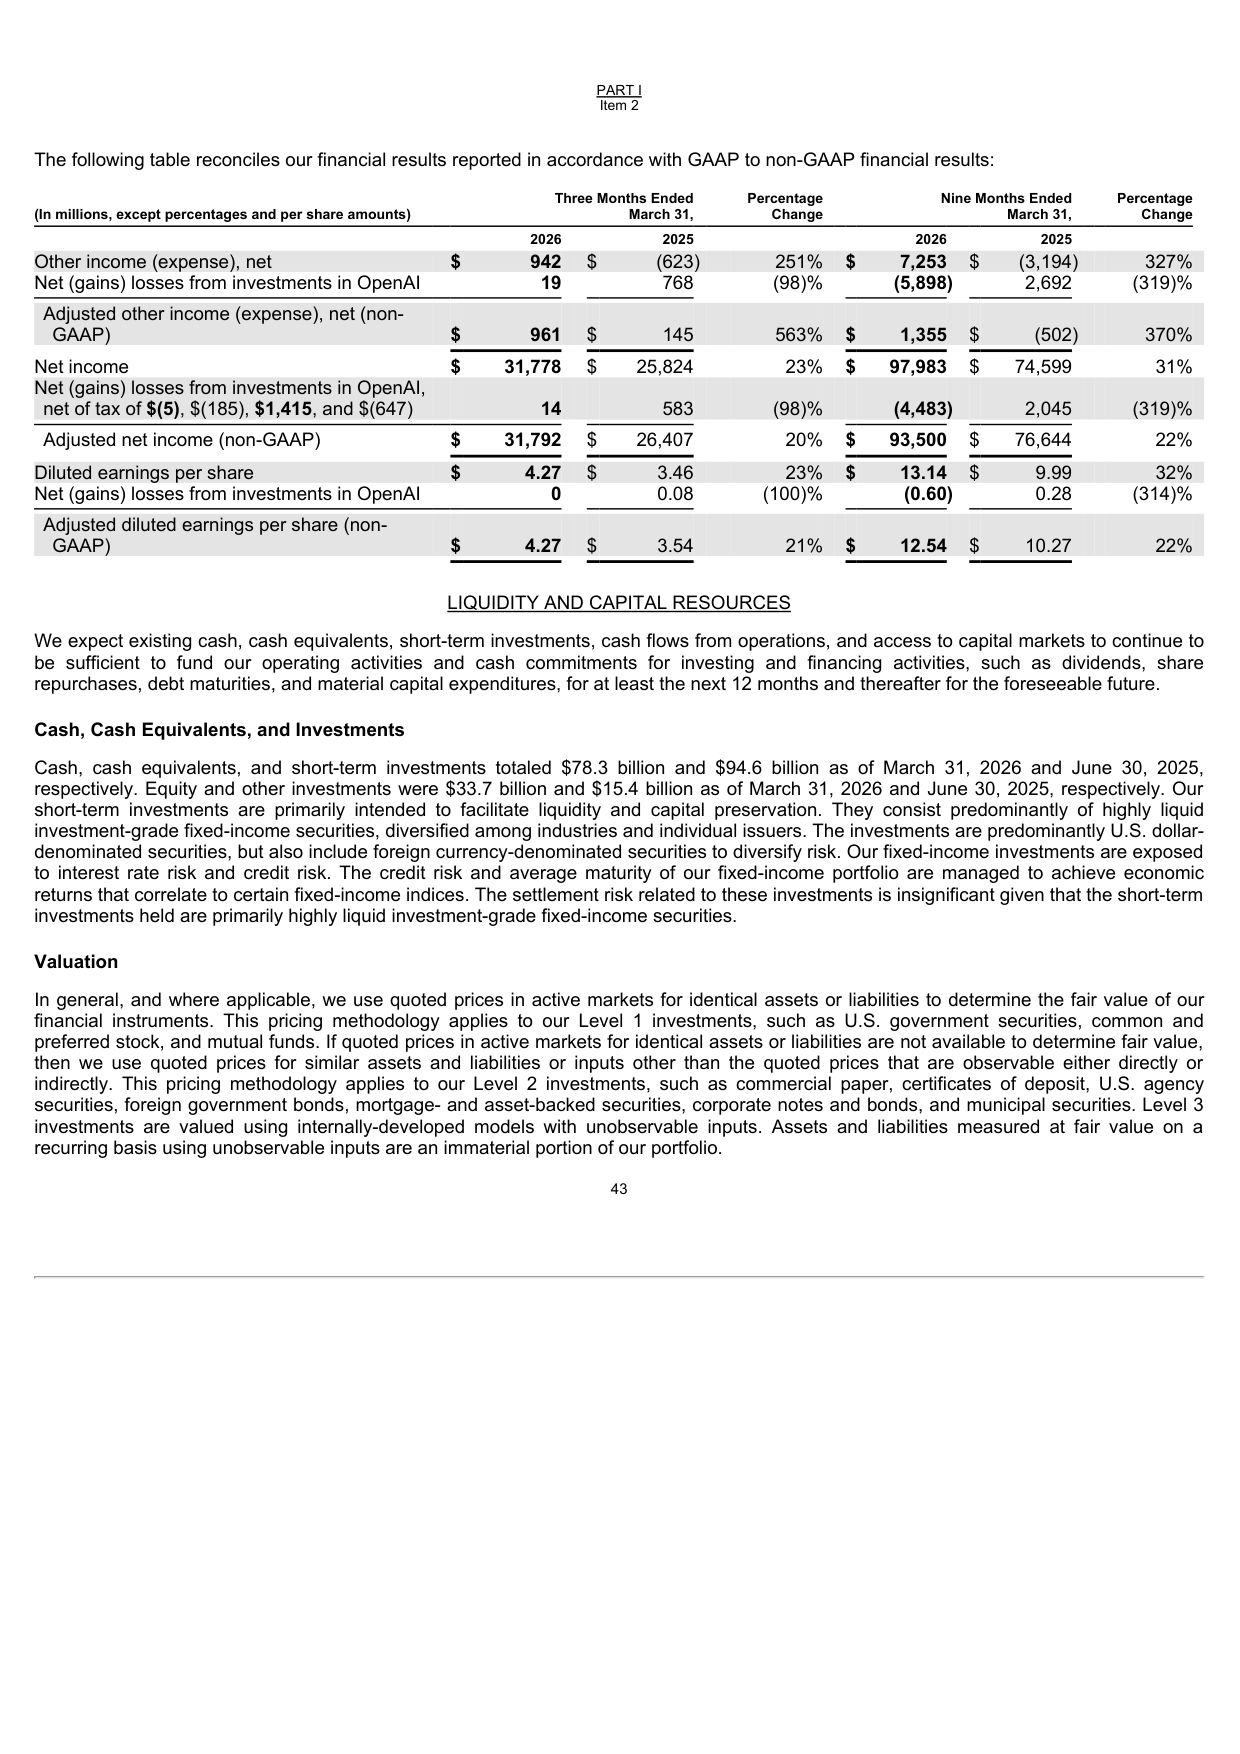 PART I
Item 2
The following table reconciles our financial results reported in accordance with GAAP to non-GAAP financial results:
Three Months Ended Percentage Nine Months Ended Percentage
(In millions, except percentages and per share amounts) March 31, Change March 31, Change
2026 2025 2026 2025
Other income (expense), net $ 942 $ (623) 251% $ 7,253 $ (3,194) 327%
Net (gains) losses from investments in OpenAI 19 768 (98)% (5,898) 2,692 (319)%
Adjusted other income (expense), net (non-
GAAP) $ 961 $ 145 563% $ 1,355 $ (502) 370%
Net income $ 31,778 $ 25,824 23% $ 97,983 $ 74,599 31%
Net (gains) losses from investments in OpenAI,
net of tax of $(5), $(185), $1,415, and $(647) 14 583 (98)% (4,483) 2,045 (319)%
Adjusted net income (non-GAAP) $ 31,792 $ 26,407 20% $ 93,500 $ 76,644 22%
Diluted earnings per share $ 4.27 $ 3.46 23% $ 13.14 $ 9.99 32%
Net (gains) losses from investments in OpenAI 0 0.08 (100)% (0.60) 0.28 (314)%
Adjusted diluted earnings per share (non-
GAAP) $ 4.27 $ 3.54 21% $ 12.54 $ 10.27 22%
LIQUIDITY AND CAPITAL RESOURCES
We expect existing cash, cash equivalents, short-term investments, cash flows from operations, and access to capital markets to continue to
be sufficient to fund our operating activities and cash commitments for investing and financing activities, such as dividends, share
repurchases, debt maturities, and material capital expenditures, for at least the next 12 months and thereafter for the foreseeable future.
Cash, Cash Equivalents, and Investments
Cash, cash equivalents, and short-term investments totaled $78.3 billion and $94.6 billion as of March 31, 2026 and June 30, 2025,
respectively. Equity and other investments were $33.7 billion and $15.4 billion as of March 31, 2026 and June 30, 2025, respectively. Our
short-term investments are primarily intended to facilitate liquidity and capital preservation. They consist predominantly of highly liquid
investment-grade fixed-income securities, diversified among industries and individual issuers. The investments are predominantly U.S. dollar-
denominated securities, but also include foreign currency-denominated securities to diversify risk. Our fixed-income investments are exposed
to interest rate risk and credit risk. The credit risk and average maturity of our fixed-income portfolio are managed to achieve economic
returns that correlate to certain fixed-income indices. The settlement risk related to these investments is insignificant given that the short-term
investments held are primarily highly liquid investment-grade fixed-income securities.
Valuation
In general, and where applicable, we use quoted prices in active markets for identical assets or liabilities to determine the fair value of our
financial instruments. This pricing methodology applies to our Level 1 investments, such as U.S. government securities, common and
preferred stock, and mutual funds. If quoted prices in active markets for identical assets or liabilities are not available to determine fair value,
then we use quoted prices for similar assets and liabilities or inputs other than the quoted prices that are observable either directly or
indirectly. This pricing methodology applies to our Level 2 investments, such as commercial paper, certificates of deposit, U.S. agency
securities, foreign government bonds, mortgage- and asset-backed securities, corporate notes and bonds, and municipal securities. Level 3
investments are valued using internally-developed models with unobservable inputs. Assets and liabilities measured at fair value on a
recurring basis using unobservable inputs are an immaterial portion of our portfolio.
43